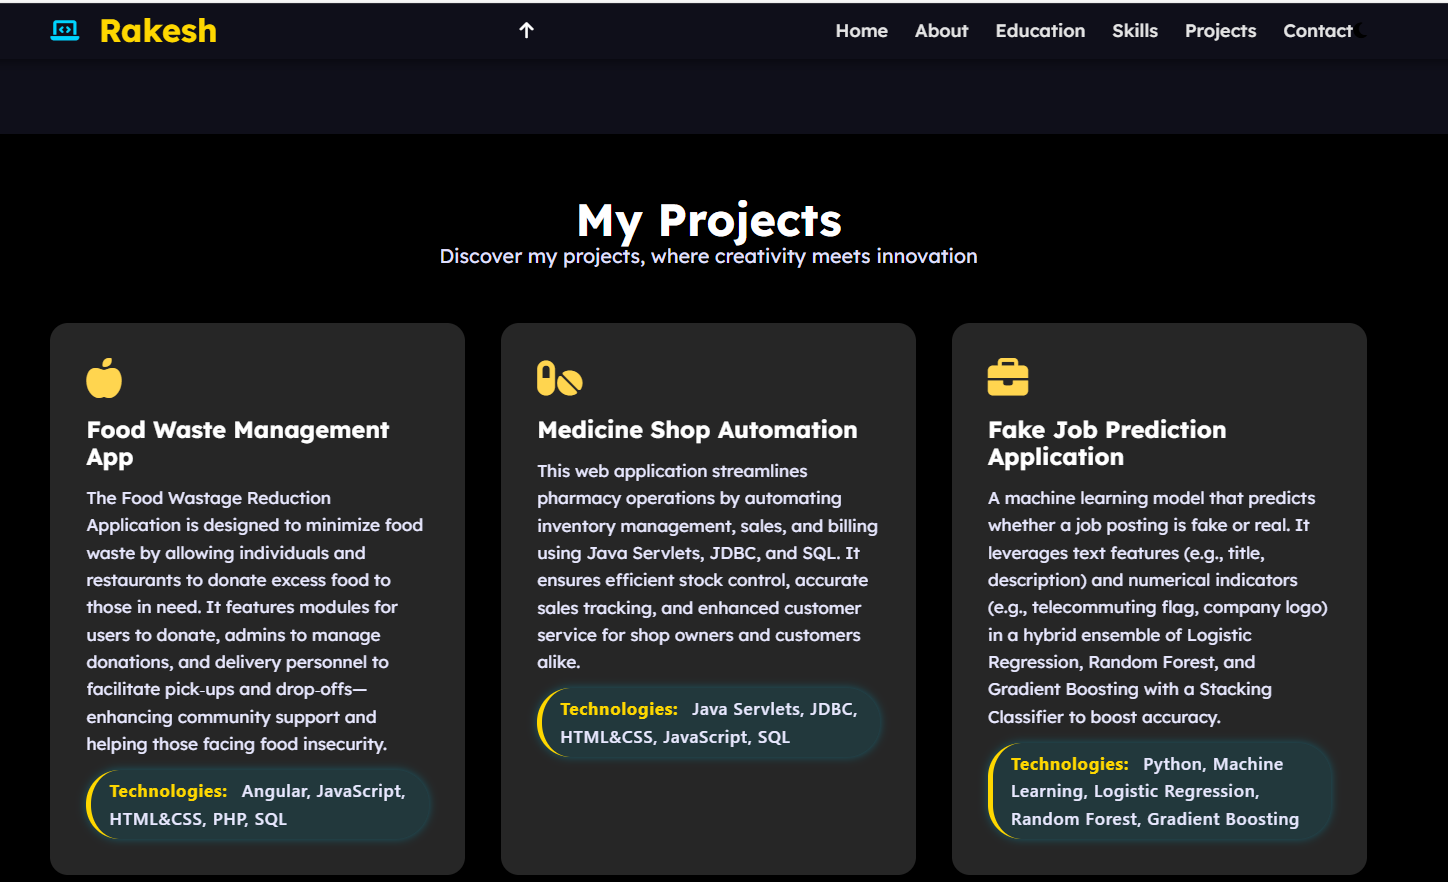 Rakesh
Home About Education Skills Projects Contact
My Projects
Discover my projects, where creativity meets innovation
Food Waste Management
App
The Food Wastage Reduction
Application is designed to minimize food
waste by allowing individuals and
restaurants to donate excess food to
those in need. It features modules for
users to donate, admins to manage
donations, and delivery personnel to
facilitate pick-ups and drop-offs—
enhancing community support and
helping those facing food insecurity.
Technologies: Angular, JavaScript,
HTML&CSS, PHP, SQL
Medicine Shop Automation
This web application streamlines
pharmacy operations by automating
inventory management, sales, and billing
using Java Servlets, JDBC, and SQL. It
ensures efficient stock control, accurate
sales tracking, and enhanced customer
service for shop owners and customers
alike.
Technologies: Java Servlets, JDBC,
HTML&CSS, JavaScript, SQL
Fake Job Prediction
Application
A machine learning model that predicts
whether a job posting is fake or real. It
leverages text features (e.g., title,
description) and numerical indicators
(e.g., telecommuting flag, company logo)
in a hybrid ensemble of Logistic
Regression, Random Forest, and
Gradient Boosting with a Stacking
Classifier to boost accuracy.
Technologies: Python, Machine
Learning, Logistic Regression,
Random Forest, Gradient Boosting